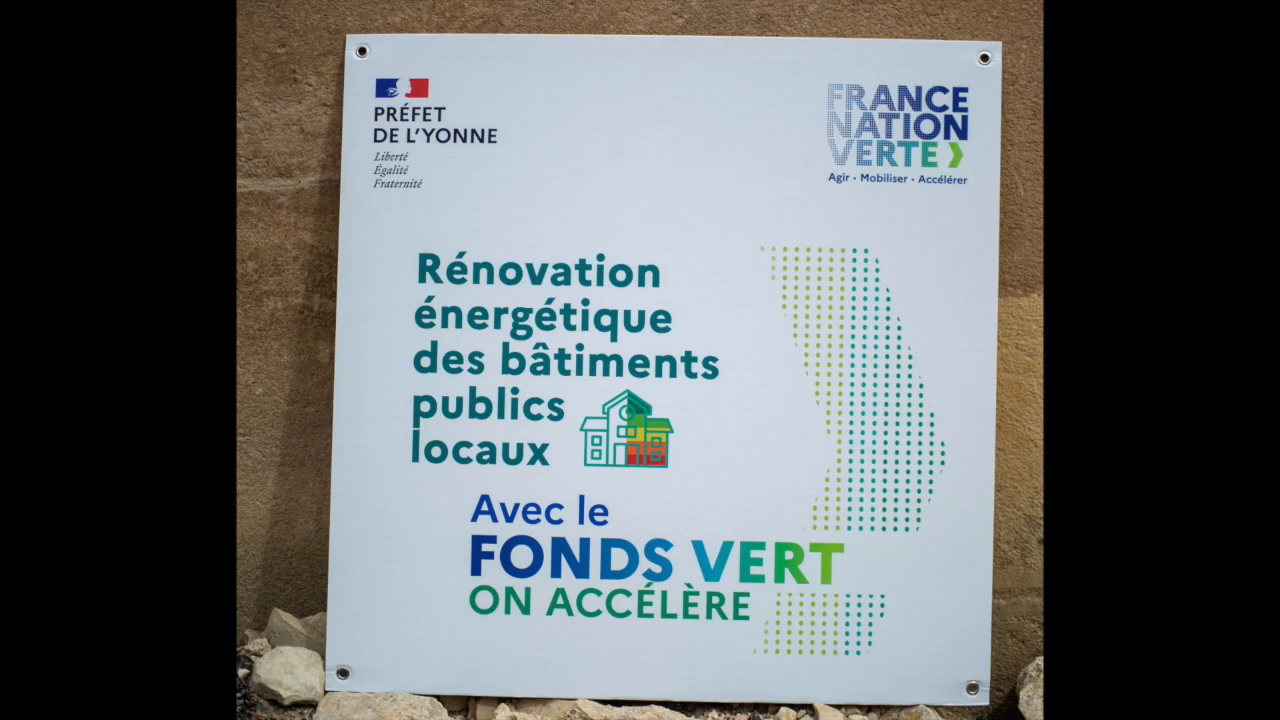 PRÉFET
DE L'YONNE
Liberté
Égalité
Fraternité
FRANCE
NATION
VERTE
Agir • Mobiliser • Accélérer
Rénovation
énergétique
des bâtiments
publics
locaux
Avec le
FONDS VERT
ON ACCÉLÈRE